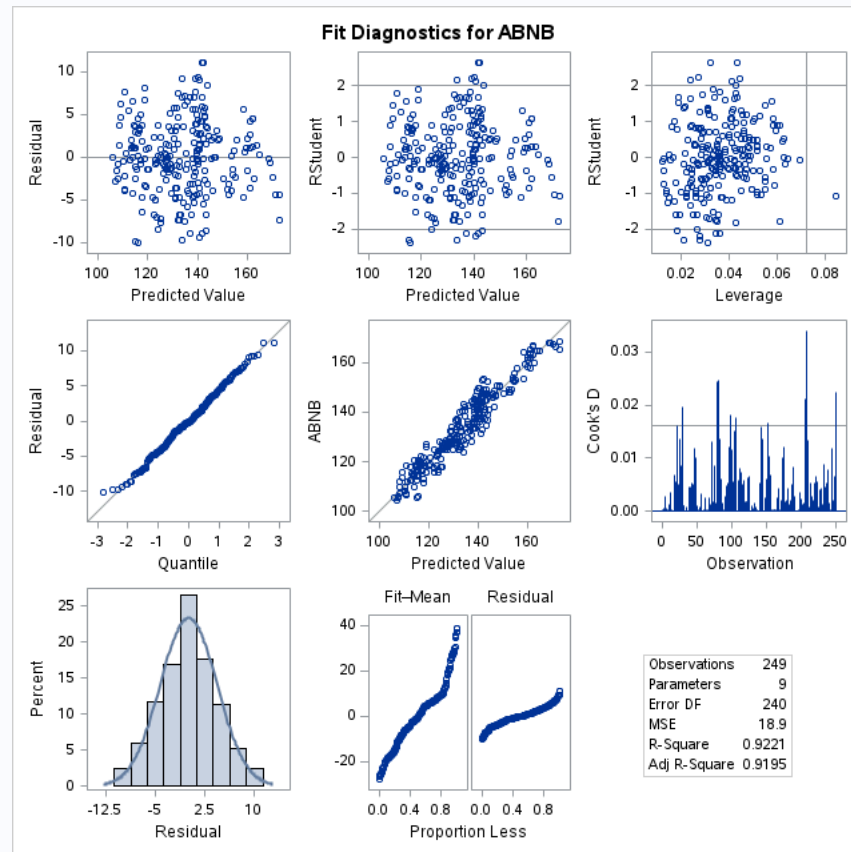 Fit Diagnostics for ABNB
Residual
10
5
0
-5
-10
100 120 140 160
Predicted Value
RStudent
2
1
0
-1
-2
100 120 140 160
Predicted Value
RStudent
2
1
0
-1
-2
0.02 0.04 0.06 0.08
Leverage
Residual
10
5
0
-5
-10
-3 -2 -1 0 1 2 3
Quantile
ABNB
160
140
120
100
100 120 140 160
Predicted Value
Cook's D
0.03
0.02
0.01
0.00
0 50 100 150 200 250
Observation
Percent
25
20
15
10
5
0
-12.5 -5 2.5 10
Residual
Fit–Mean Residual
40
20
0
-20
0.0 0.4 0.8 0.0 0.4 0.8
Proportion Less
Observations 249
Parameters 9
Error DF 240
MSE 18.9
R-Square 0.9221
Adj R-Square 0.9195